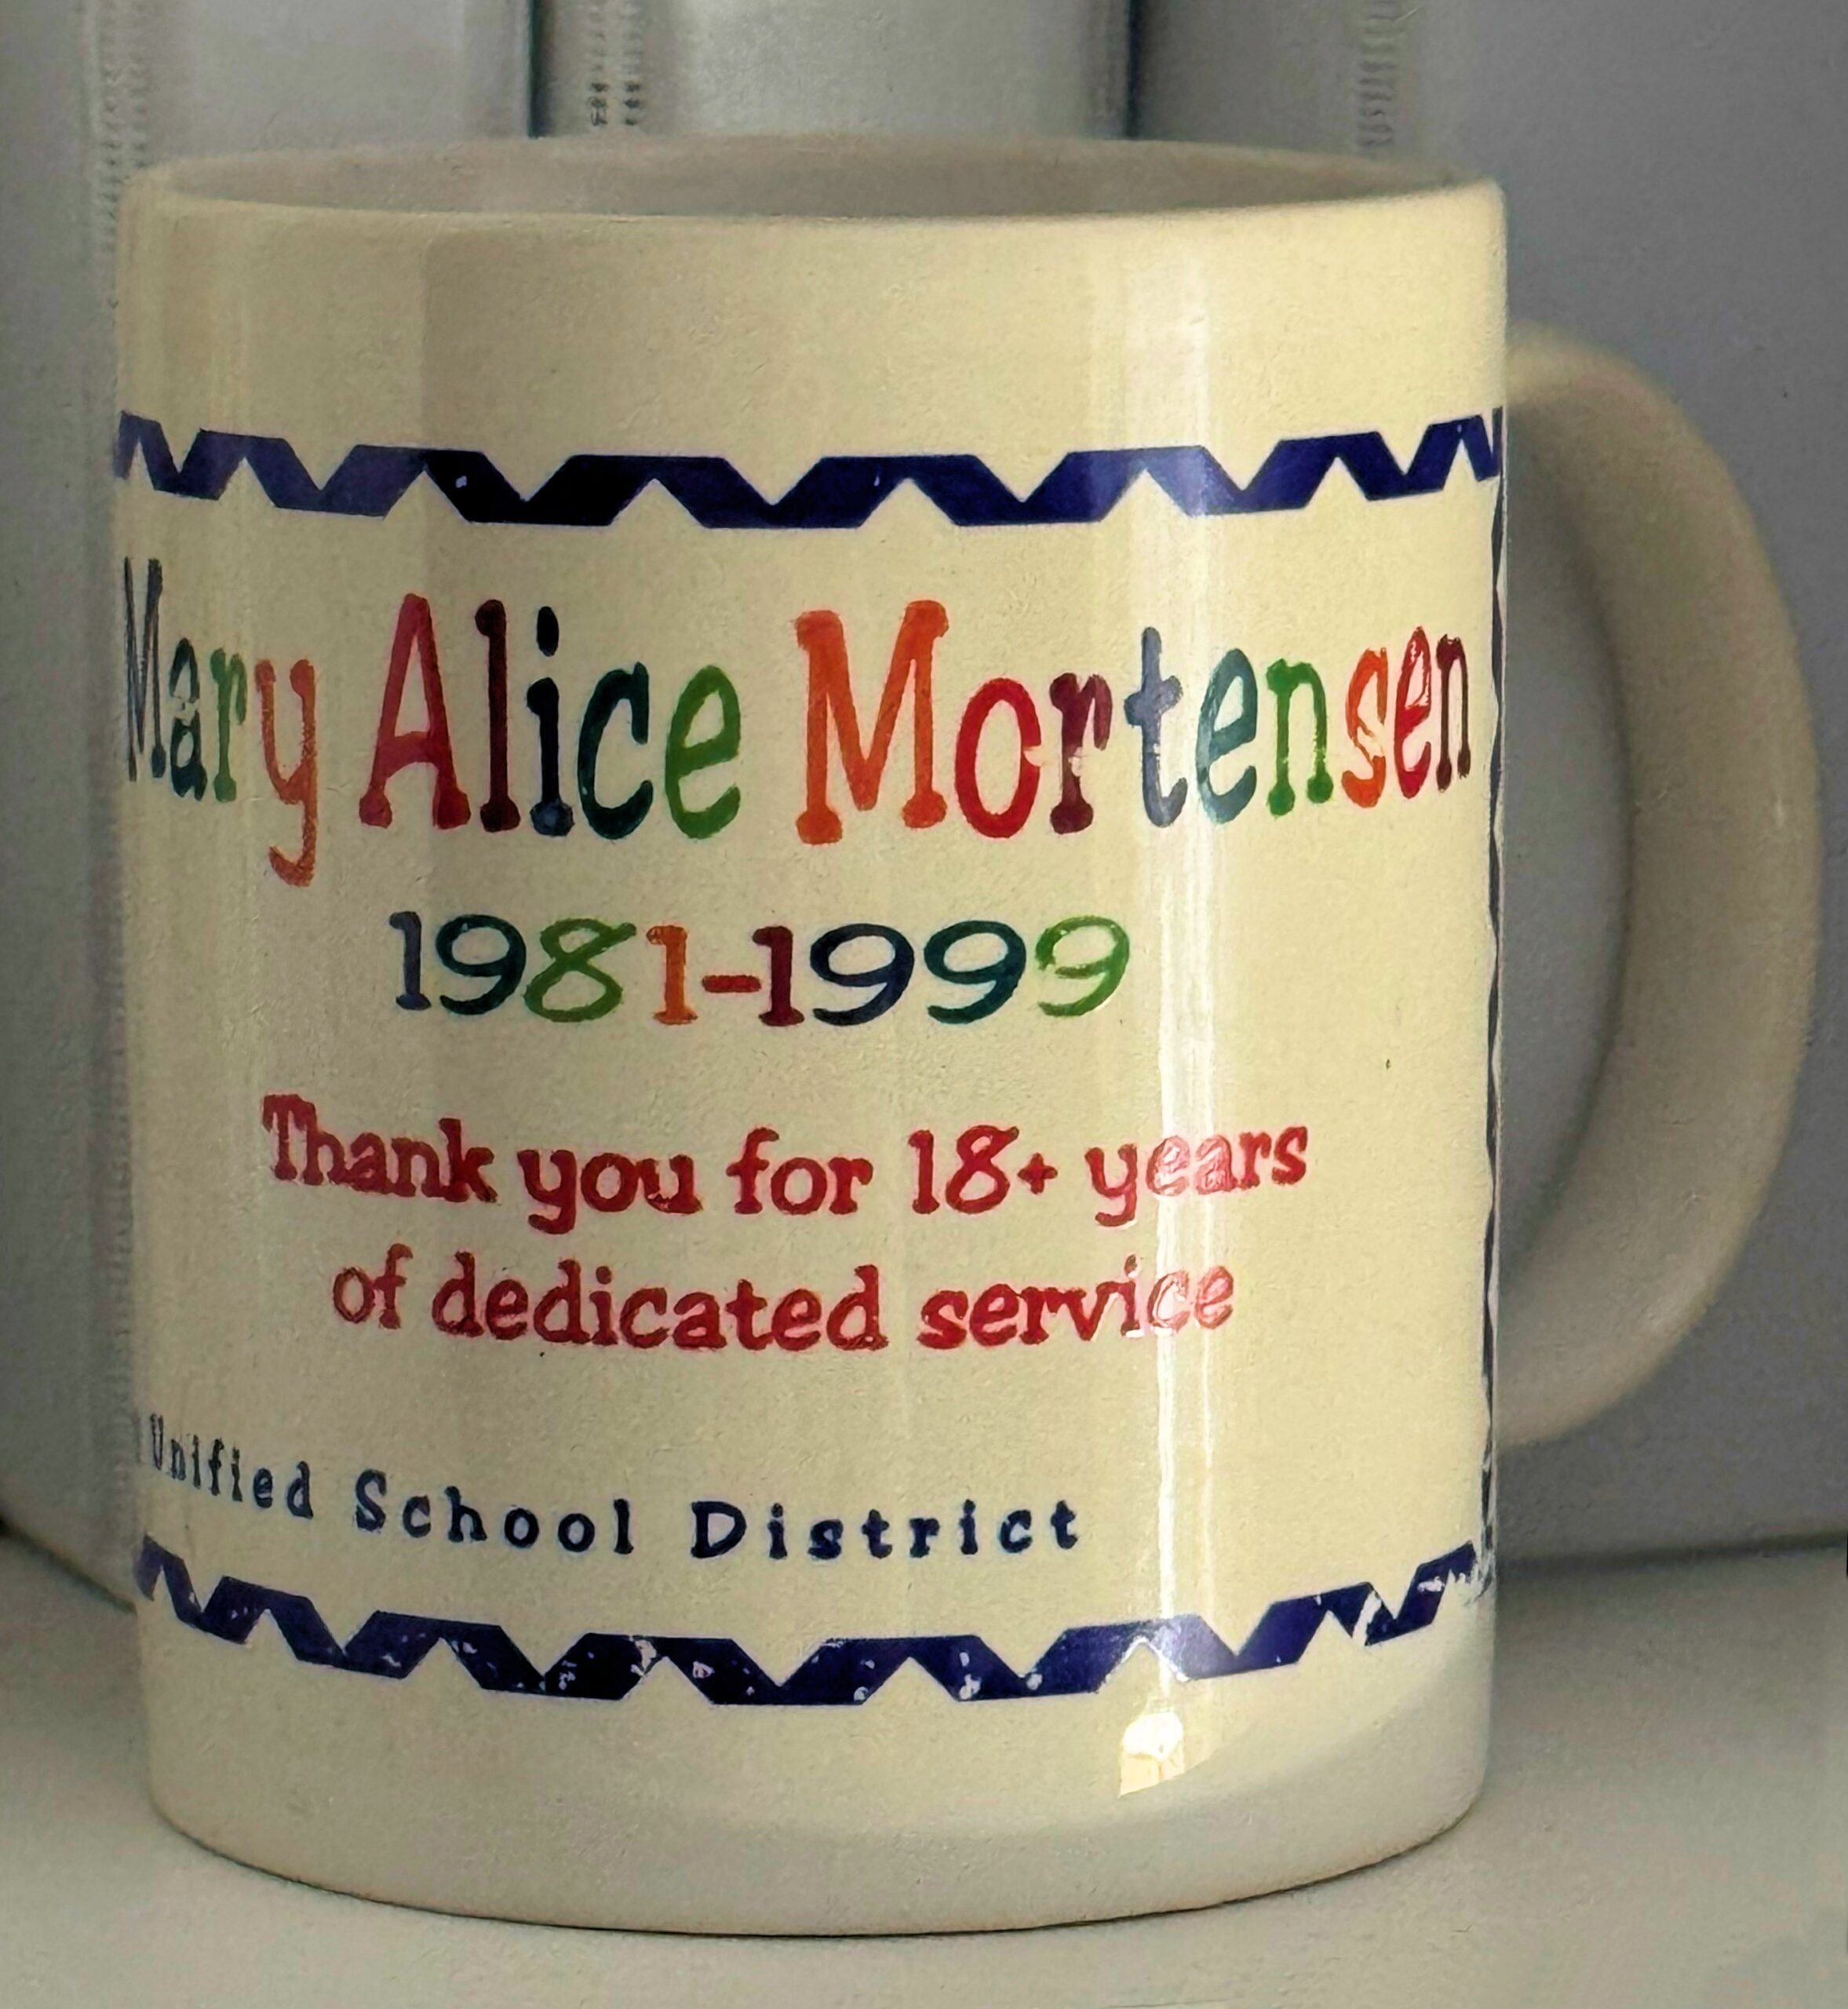 Mary Alice Mortensen
1981-1999
Thank you for 18+ years
of dedicated service
Unified School District